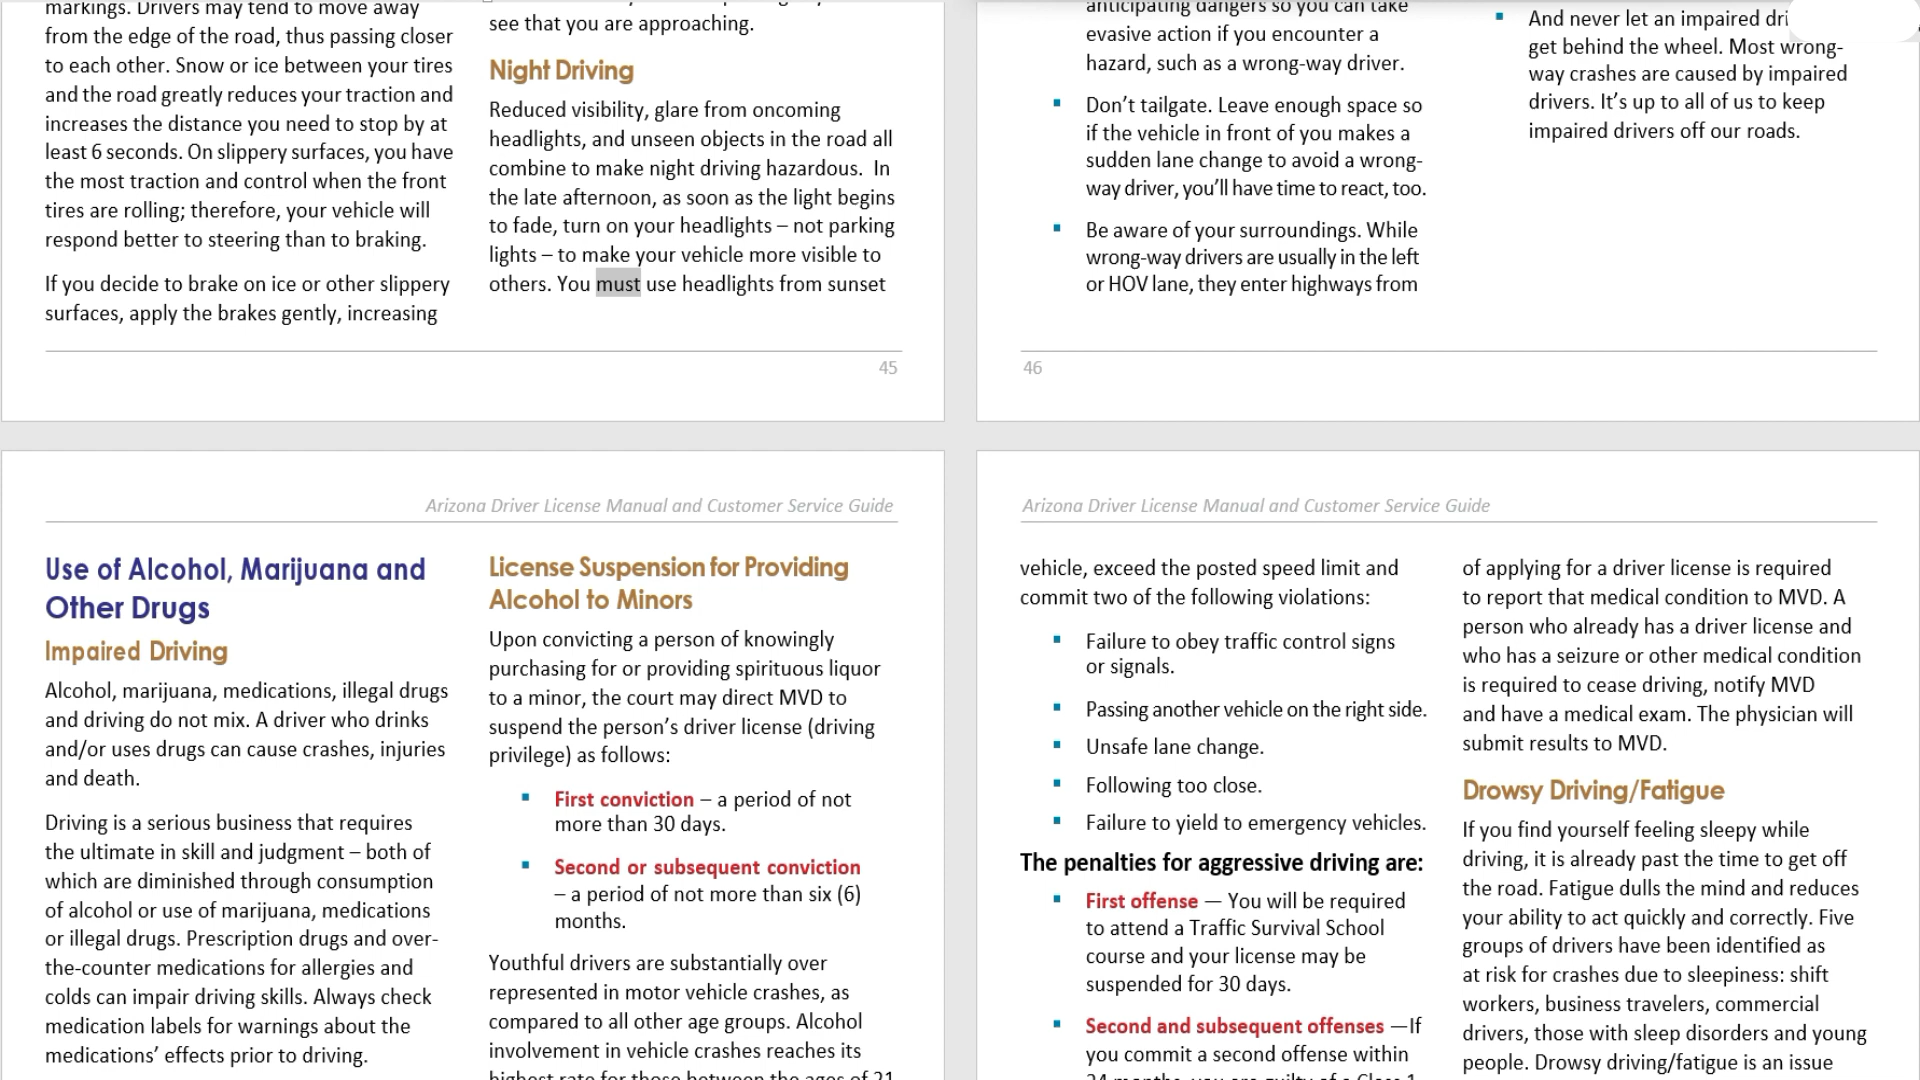 markings. Drivers may tend to move away
from the edge of the road, thus passing closer
to each other. Snow or ice between your tires
and the road greatly reduces your traction and
increases the distance you need to stop by at
least 6 seconds. On slippery surfaces, you have
the most traction and control when the front
tires are rolling; therefore, your vehicle will
respond better to steering than to braking.
If you decide to brake on ice or other slippery
surfaces, apply the brakes gently, increasing
see that you are approaching.
Night Driving
Reduced visibility, glare from oncoming
headlights, and unseen objects in the road all
combine to make night driving hazardous.  In
the late afternoon, as soon as the light begins
to fade, turn on your headlights – not parking
lights – to make your vehicle more visible to
others. You must use headlights from sunset
45
anticipating dangers so you can take
evasive action if you encounter a
hazard, such as a wrong-way driver.
▪ Don’t tailgate. Leave enough space so
if the vehicle in front of you makes a
sudden lane change to avoid a wrong-
way driver, you’ll have time to react, too.
▪ Be aware of your surroundings. While
wrong-way drivers are usually in the left
or HOV lane, they enter highways from
▪ And never let an impaired
get behind the wheel. Most wrong-
way crashes are caused by impaired
drivers. It’s up to all of us to keep
impaired drivers off our roads.
46
Arizona Driver License Manual and Customer Service Guide
Use of Alcohol, Marijuana and
Other Drugs
Impaired Driving
Alcohol, marijuana, medications, illegal drugs
and driving do not mix. A driver who drinks
and/or uses drugs can cause crashes, injuries
and death.
Driving is a serious business that requires
the ultimate in skill and judgment – both of
which are diminished through consumption
of alcohol or use of marijuana, medications
or illegal drugs. Prescription drugs and over-
the-counter medications for allergies and
colds can impair driving skills. Always check
medication labels for warnings about the
medications’ effects prior to driving.
License Suspension for Providing
Alcohol to Minors
Upon convicting a person of knowingly
purchasing for or providing spirituous liquor
to a minor, the court may direct MVD to
suspend the person’s driver license (driving
privilege) as follows:
▪ First conviction – a period of not
more than 30 days.
▪ Second or subsequent conviction
– a period of not more than six (6)
months.
Youthful drivers are substantially over
represented in motor vehicle crashes, as
compared to all other age groups. Alcohol
involvement in vehicle crashes reaches its
highest rate for those between the ages of 21
Arizona Driver License Manual and Customer Service Guide
vehicle, exceed the posted speed limit and
commit two of the following violations:
▪ Failure to obey traffic control signs
or signals.
▪ Passing another vehicle on the right side.
▪ Unsafe lane change.
▪ Following too close.
▪ Failure to yield to emergency vehicles.
The penalties for aggressive driving are:
▪ First offense — You will be required
to attend a Traffic Survival School
course and your license may be
suspended for 30 days.
▪ Second and subsequent offenses —If
you commit a second offense within
24 months, you are guilty of a Class 1
of applying for a driver license is required
to report that medical condition to MVD. A
person who already has a driver license and
who has a seizure or other medical condition
is required to cease driving, notify MVD
and have a medical exam. The physician will
submit results to MVD.
Drowsy Driving/Fatigue
If you find yourself feeling sleepy while
driving, it is already past the time to get off
the road. Fatigue dulls the mind and reduces
your ability to act quickly and correctly. Five
groups of drivers have been identified as
at risk for crashes due to sleepiness: shift
workers, business travelers, commercial
drivers, those with sleep disorders and young
people. Drowsy driving/fatigue is an issue